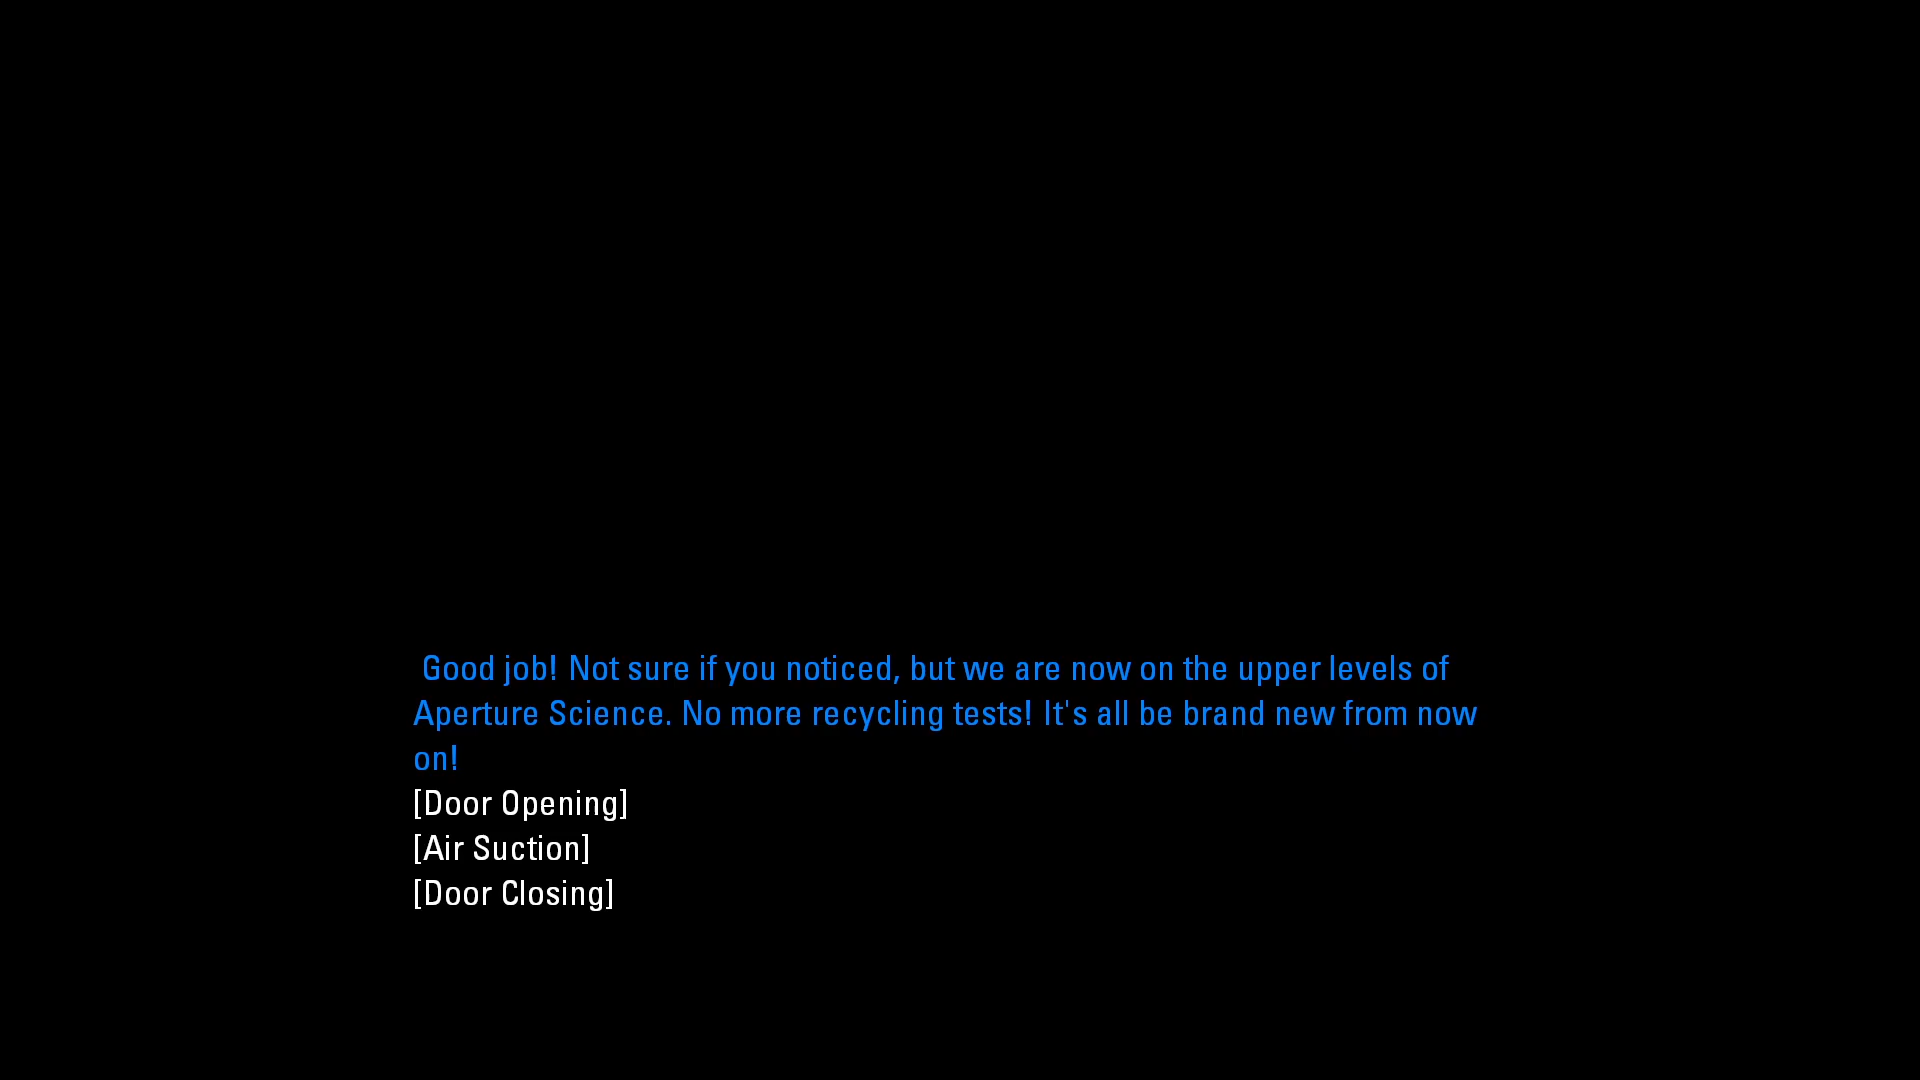 Good job! Not sure if you noticed, but we are now on the upper levels of
Aperture Science. No more recycling tests! It's all be brand new from now
on!
[Door Opening]
[Air Suction]
[Door Closing]